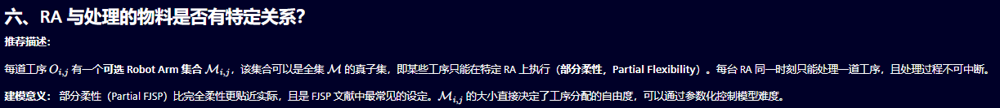 六、RA 与处理的物料是否有特定关系？
推荐描述：
每道工序 O_{i,j} 有一个可选 Robot Arm 集合 ℳ_{i,j}，该集合可以是全集 ℳ 的真子集，即某些工序只能在特定 RA 上执行（部分柔性，Partial Flexibility）。每台 RA 同一时刻只能处理一道工序，且处理过程不可中断。
建模意义： 部分柔性（Partial FJSP）比完全柔性更贴近实际，且是 FJSP 文献中最常见的设定。ℳ_{i,j} 的大小直接决定了工序分配的自由度，可以通过参数化控制模型难度。